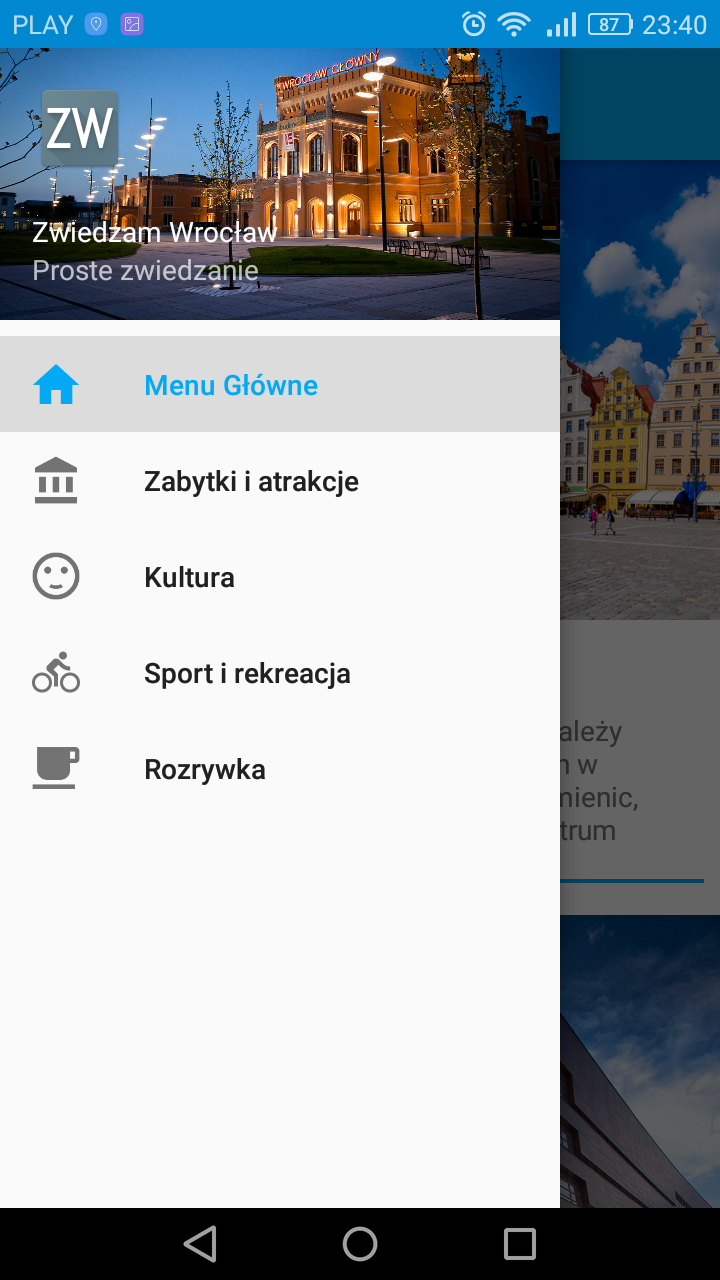 PLAY 87 23:40
WROCŁAW GŁÓWNY
ZW
Zwiedzam Wrocław
Proste zwiedzanie
Menu Główne
Zabytki i atrakcje
Kultura
Sport i rekreacja
Rozrywka
ależy
w
mienic,
trum